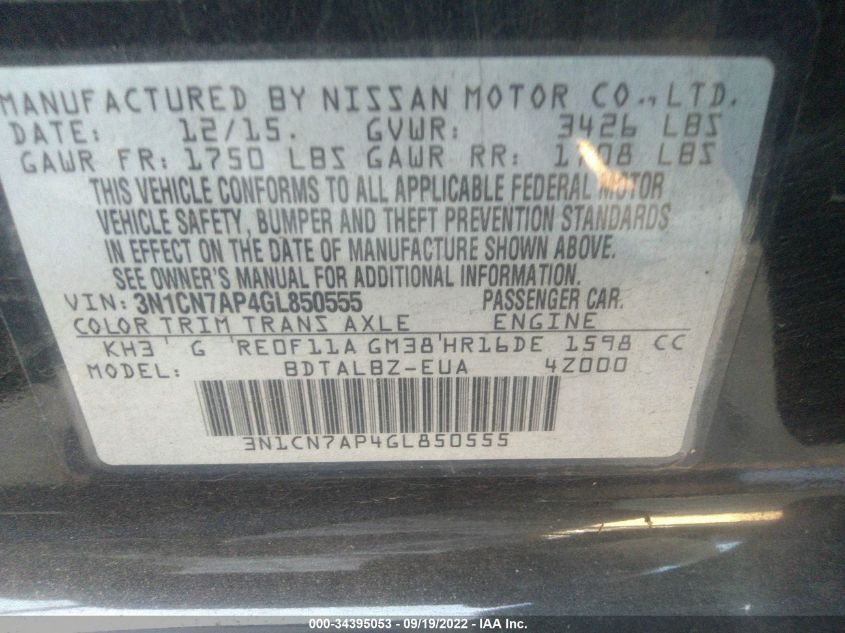 MANUFACTURED BY NISSAN MOTOR CO., LTD.
DATE: 12/15. GVWR: 3426 LBS
GAWR FR: 1750 LBS GAWR RR: 1708 LBS
THIS VEHICLE CONFORMS TO ALL APPLICABLE FEDERAL MOTOR
VEHICLE SAFETY, BUMPER AND THEFT PREVENTION STANDARDS
IN EFFECT ON THE DATE OF MANUFACTURE SHOWN ABOVE.
SEE OWNER'S MANUAL FOR ADDITIONAL INFORMATION.
VIN: 3N1CN7AP4GL850555 PASSENGER CAR.
COLOR TRIM TRANS AXLE ENGINE
KH3 G RE0F11A GM38 HR16DE 1598 CC
MODEL: BDTALBZ-EUA 4Z000
3N1CN7AP4GL850555
000-34395053 - 09/19/2022 - IAA Inc.